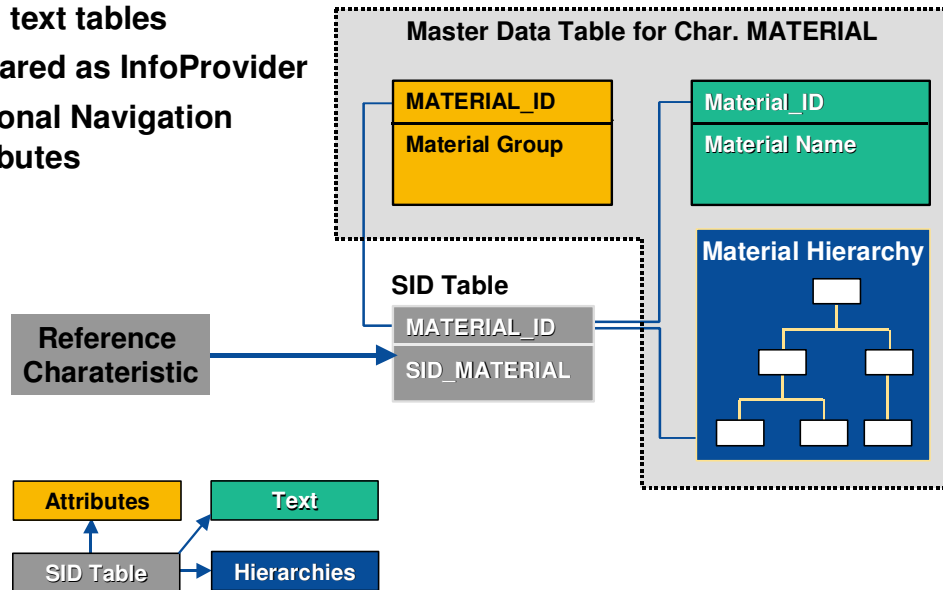 text tables
ared as InfoProvider
onal Navigation
butes
Master Data Table for Char. MATERIAL
MATERIAL_ID
Material Group
Material_ID
Material Name
Material Hierarchy
SID Table
MATERIAL_ID
SID_MATERIAL
Reference
Charateristic
Attributes
Text
SID Table
Hierarchies